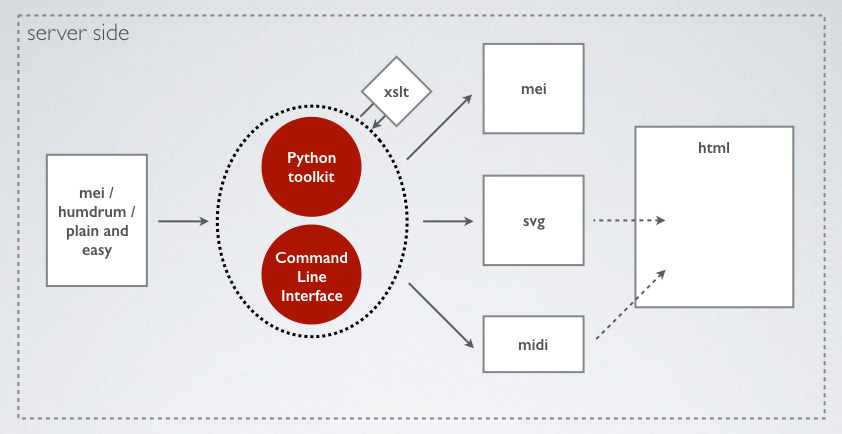 server side
xslt
mei
Python
toolkit
html
mei /
humdrum /
plain and
easy
svg
Command
Line
Interface
midi